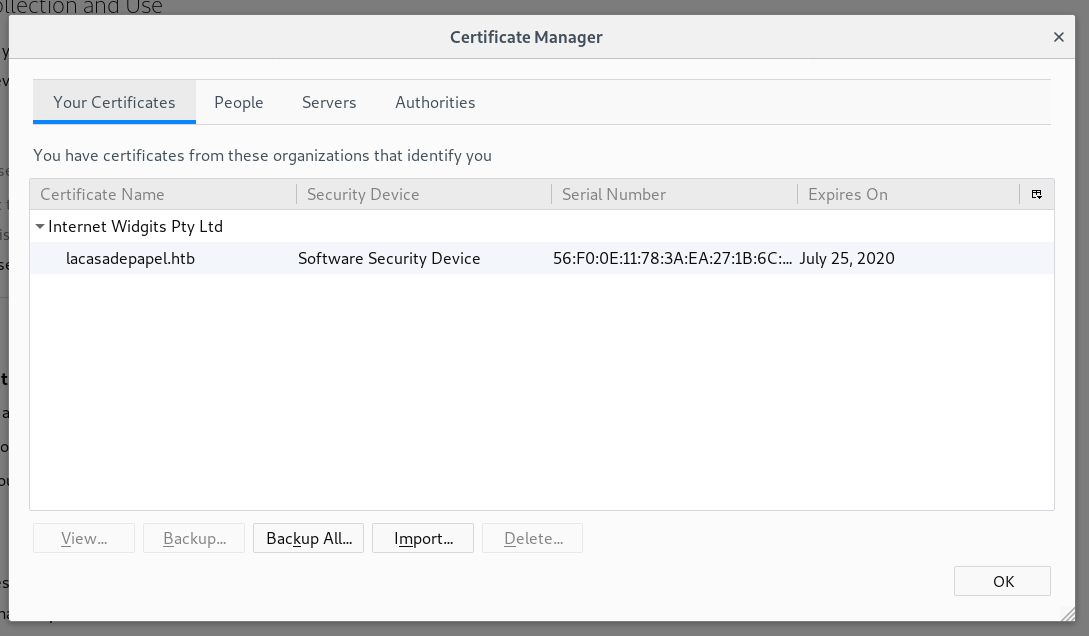 ollection and Use
Certificate Manager
Your Certificates People Servers Authorities
You have certificates from these organizations that identify you
Certificate Name Security Device Serial Number Expires On
Internet Widgits Pty Ltd
lacasadepapel.htb Software Security Device 56:F0:0E:11:78:3A:EA:27:1B:6C:... July 25, 2020
View... Backup... Backup All... Import... Delete...
OK